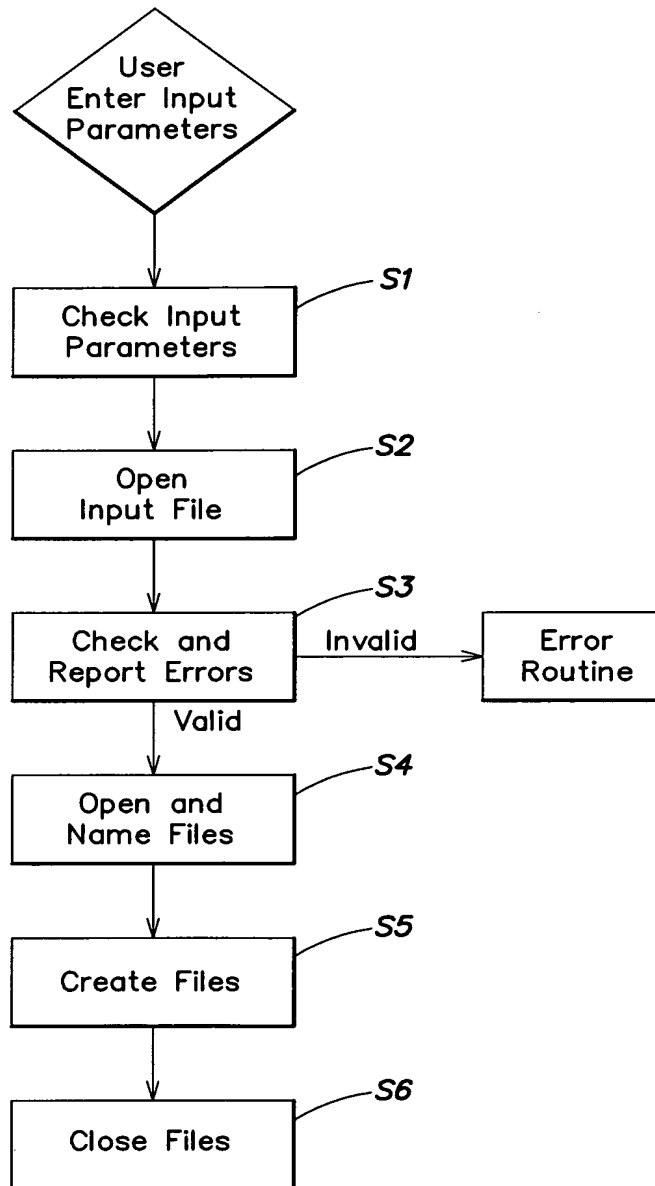 User
Enter Input
Parameters
S1
Check Input
Parameters
S2
Open
Input File
S3
Check and
Report Errors
Invalid
Error
Routine
Valid
S4
Open and
Name Files
S5
Create Files
S6
Close Files